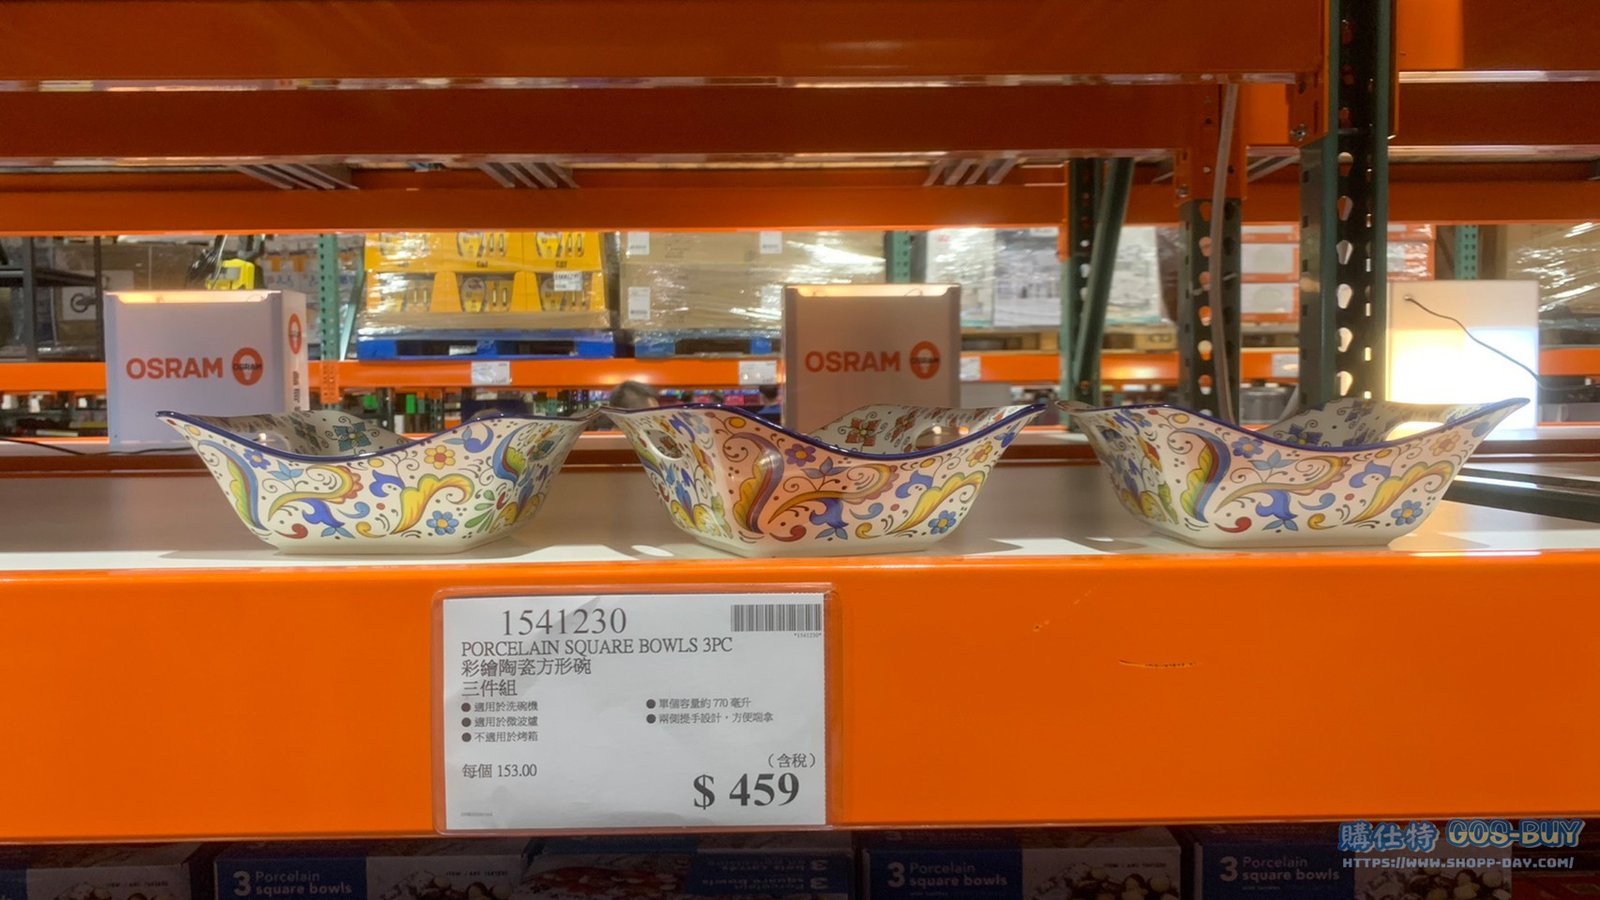 OSRAM OSRAM
OSRAM OSRAM
1541230
*1541230*
PORCELAIN SQUARE BOWLS 3PC
彩繪陶瓷方形碗
三件組
● 適用於洗碗機
● 適用於微波爐
● 不適用於烤箱
● 單個容量約 770 毫升
● 兩側提手設計，方便端拿
每個 153.00
（含稅）
$ 459
3 Porcelain
square bowls
3
3 Porcelain
square bowls
3 Porcelain
square bowls
購仕特 GOS-BUY
HTTPS://WWW.SHOPP-DAY.COM/